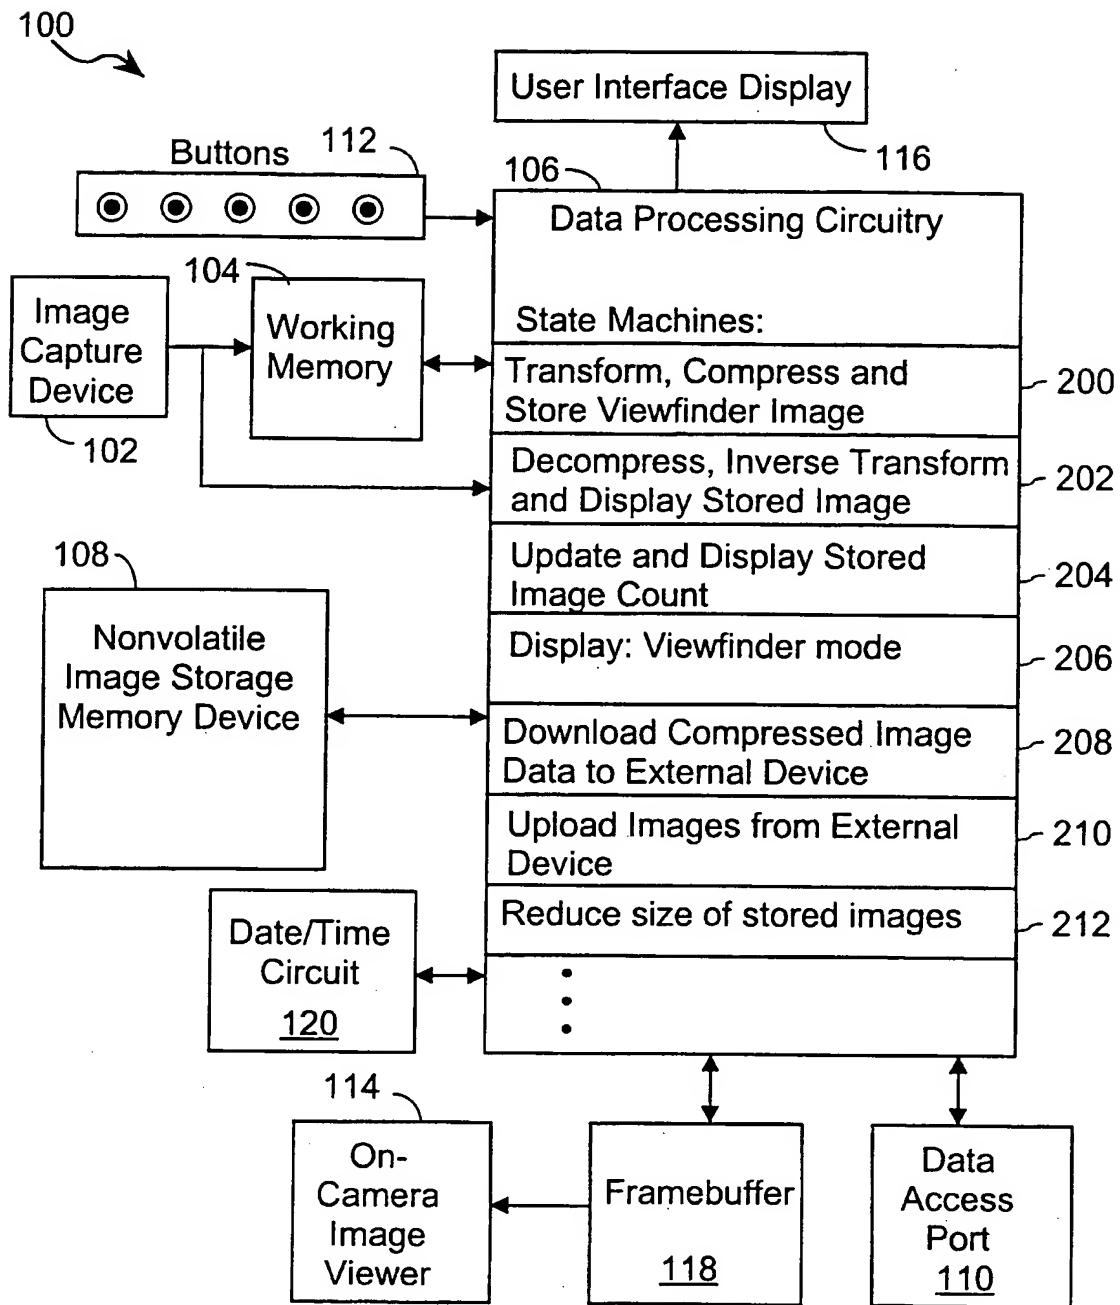 100
User Interface Display
116
Buttons
112
106
Data Processing Circuitry
State Machines:
104
Image
Capture
Device
102
Working
Memory
Transform, Compress and
Store Viewfinder Image
200
Decompress, Inverse Transform
and Display Stored Image
202
Update and Display Stored
Image Count
204
108
Nonvolatile
Image Storage
Memory Device
Display: Viewfinder mode
206
Download Compressed Image
Data to External Device
208
Upload Images from External
Device
210
Reduce size of stored images
212
Date/Time
Circuit
120
114
On-
Camera
Image
Viewer
Framebuffer
118
Data
Access
Port
110